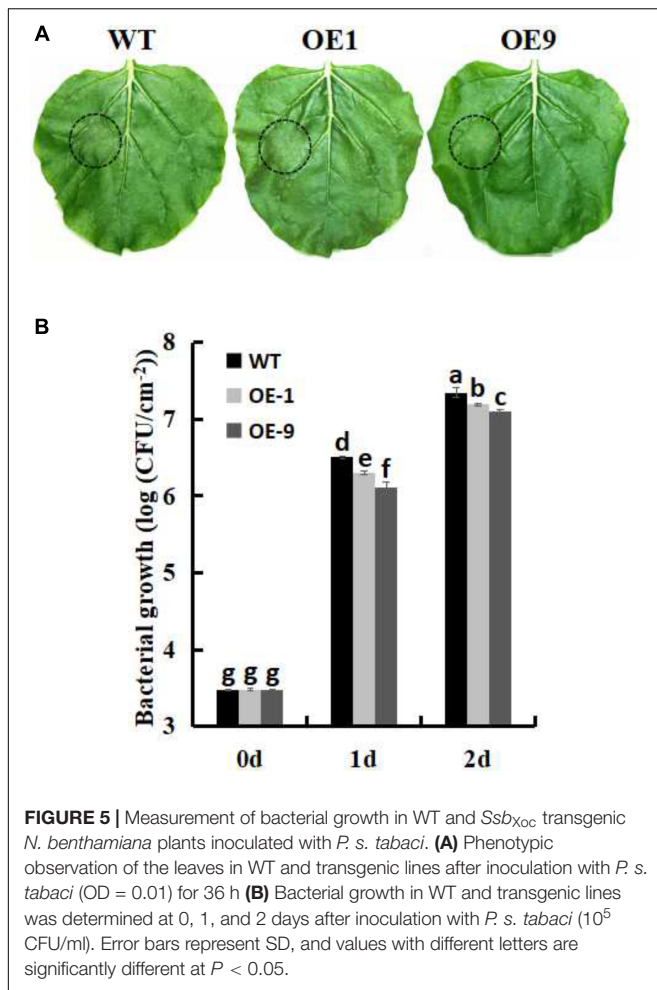 A
WT OE1 OE9
B
Bacterial growth (log (CFU/cm⁻²))
8
7
6
5
4
3
WT
OE-1
OE-9
g g g
d e f
a b c
0d 1d 2d
FIGURE 5 | Measurement of bacterial growth in WT and Ssb_Xoc transgenic
N. benthamiana plants inoculated with P. s. tabaci. (A) Phenotypic
observation of the leaves in WT and transgenic lines after inoculation with P. s.
tabaci (OD = 0.01) for 36 h (B) Bacterial growth in WT and transgenic lines
was determined at 0, 1, and 2 days after inoculation with P. s. tabaci (10⁵
CFU/ml). Error bars represent SD, and values with different letters are
significantly different at P < 0.05.